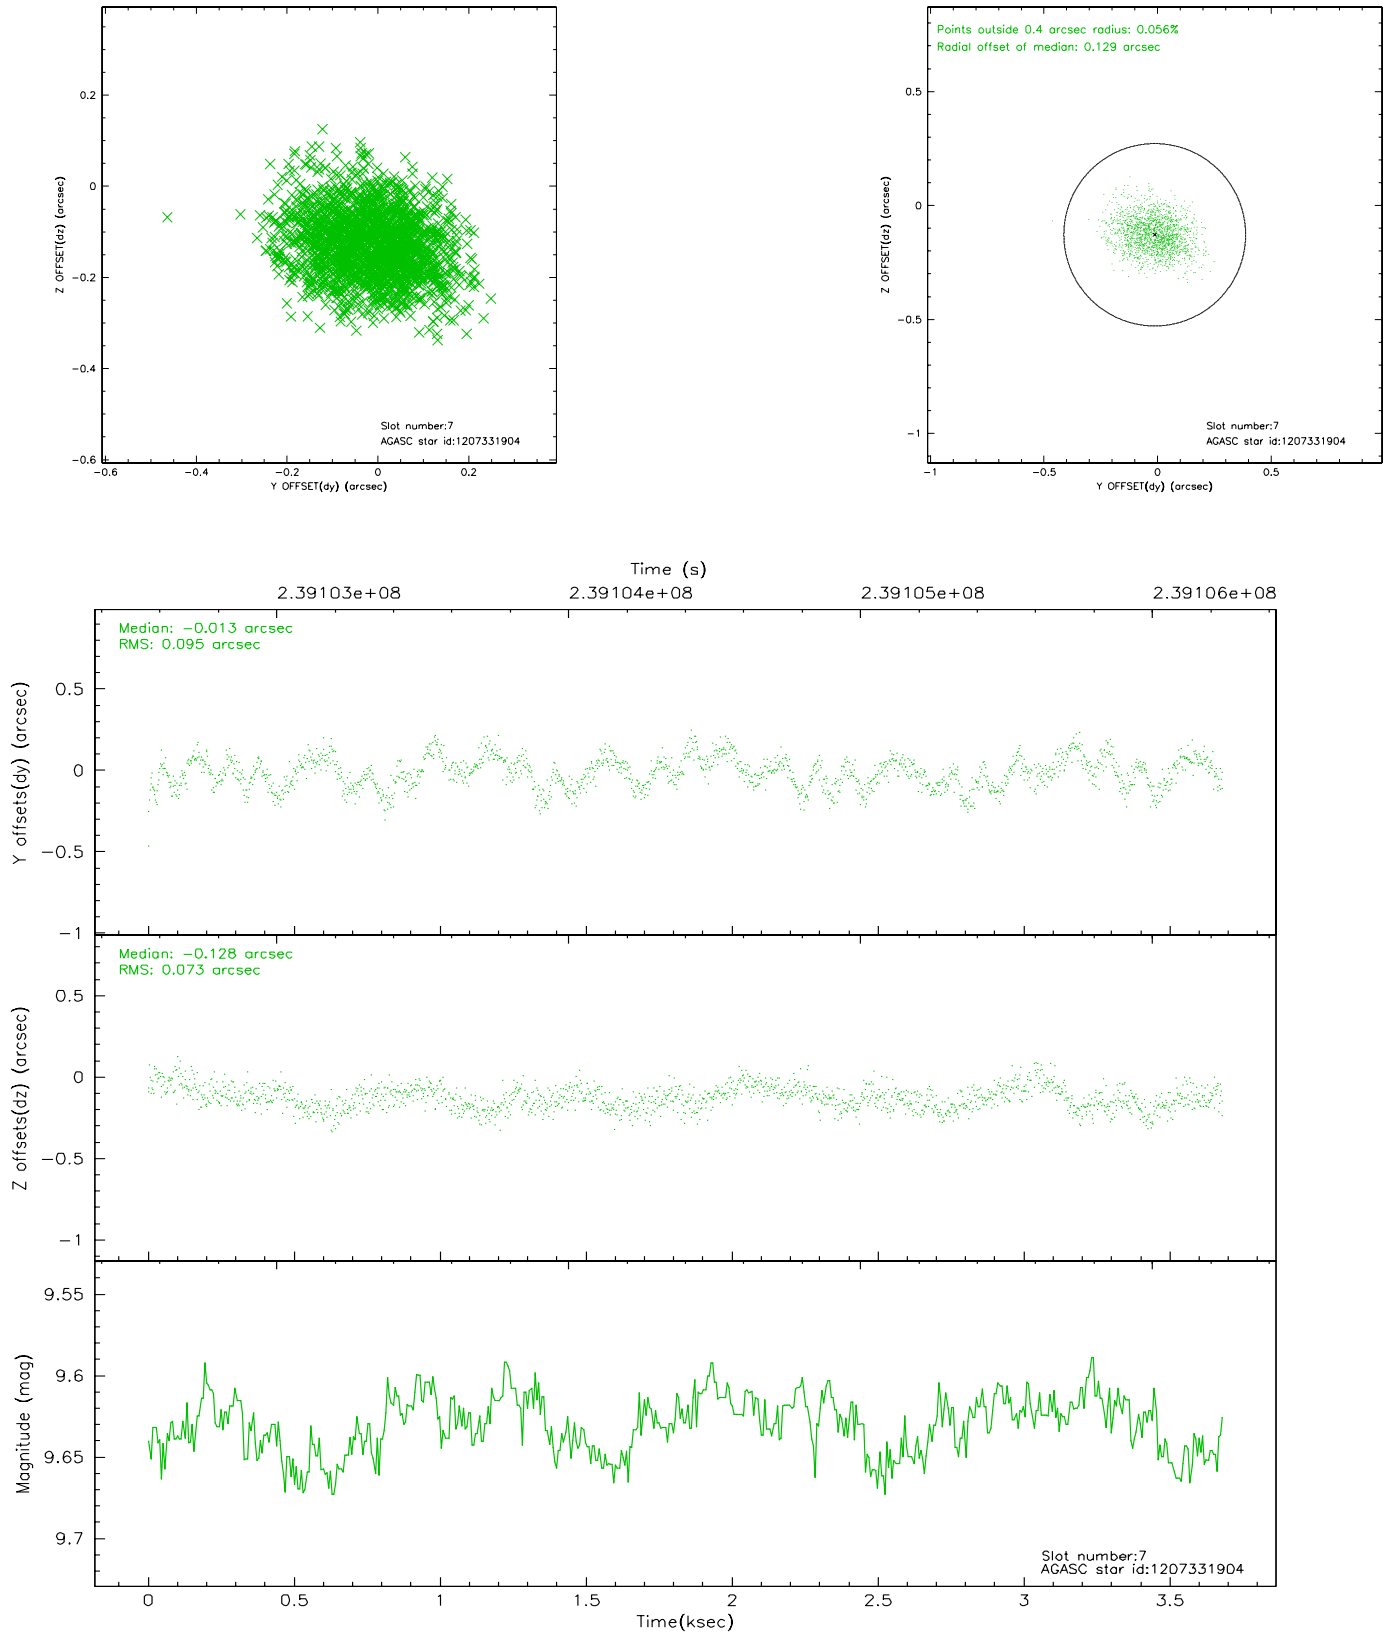 0.2
0
-0.2
-0.4
-0.6
Z OFFSET(dz) (arcsec)
Slot number:7
AGASC star id:1207331904
-0.6 -0.4 -0.2 0 0.2
Y OFFSET(dy) (arcsec)
Points outside 0.4 arcsec radius: 0.056%
Radial offset of median: 0.129 arcsec
0.5
0
-0.5
-1
Z OFFSET(dz) (arcsec)
Slot number:7
AGASC star id:1207331904
-1 -0.5 0 0.5
Y OFFSET(dy) (arcsec)
Time (s)
2.39103e+08 2.39104e+08 2.39105e+08 2.39106e+08
Median: -0.013 arcsec
RMS: 0.095 arcsec
0.5
0
-0.5
-1
Y offsets(dy) (arcsec)
Median: -0.128 arcsec
RMS: 0.073 arcsec
0.5
0
-0.5
-1
Z offsets(dz) (arcsec)
9.55
9.6
9.65
9.7
Magnitude (mag)
Slot number:7
AGASC star id:1207331904
0 0.5 1 1.5 2 2.5 3 3.5
Time(ksec)